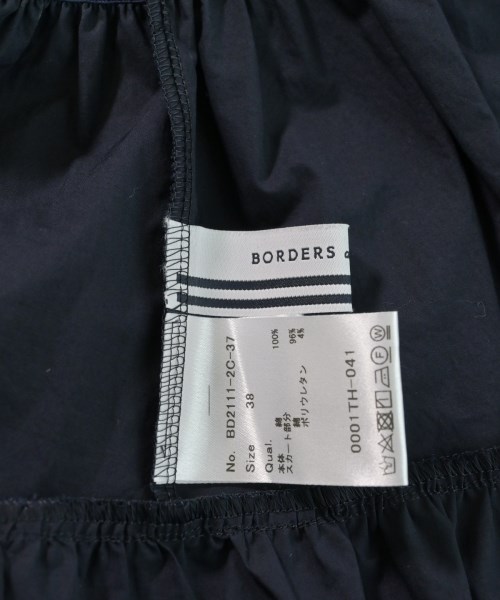 BORDERS
No. BD2111-2C-37
Size 38
Qual.
本体 綿 100%
スカート部分
綿 96%
ポリウレタン 4%
0001TH-041